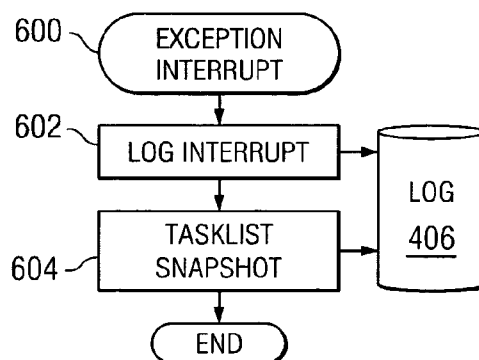 600
EXCEPTION
INTERRUPT
602
LOG INTERRUPT
LOG
406
TASKLIST
SNAPSHOT
604
END